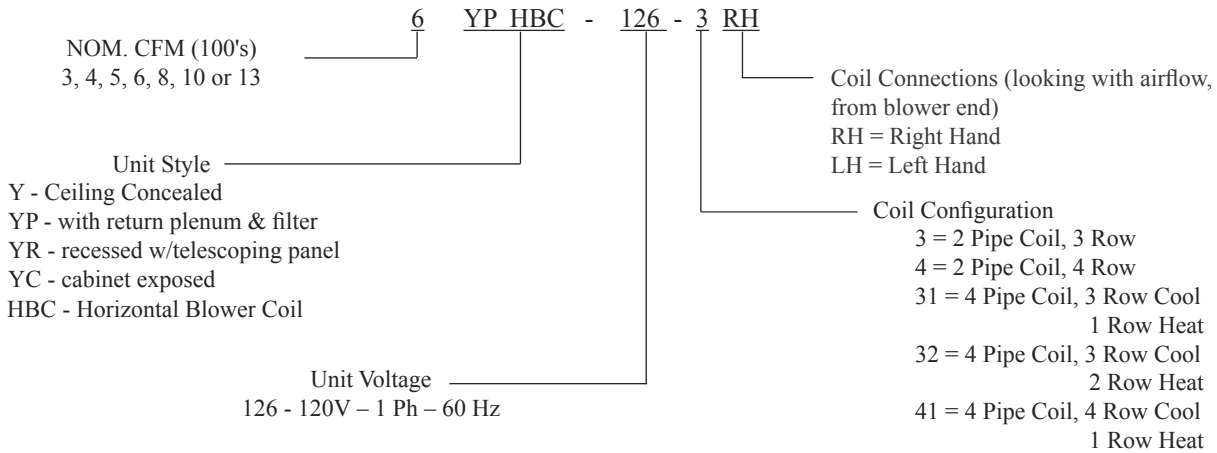 6 YP HBC - 126 - 3 RH
NOM. CFM (100's)
3, 4, 5, 6, 8, 10 or 13
Unit Style
Y - Ceiling Concealed
YP - with return plenum & filter
YR - recessed w/telescoping panel
YC - cabinet exposed
HBC - Horizontal Blower Coil
Unit Voltage
126 - 120V – 1 Ph – 60 Hz
Coil Connections (looking with airflow,
from blower end)
RH = Right Hand
LH = Left Hand
Coil Configuration
3 = 2 Pipe Coil, 3 Row
4 = 2 Pipe Coil, 4 Row
31 = 4 Pipe Coil, 3 Row Cool
1 Row Heat
32 = 4 Pipe Coil, 3 Row Cool
2 Row Heat
41 = 4 Pipe Coil, 4 Row Cool
1 Row Heat